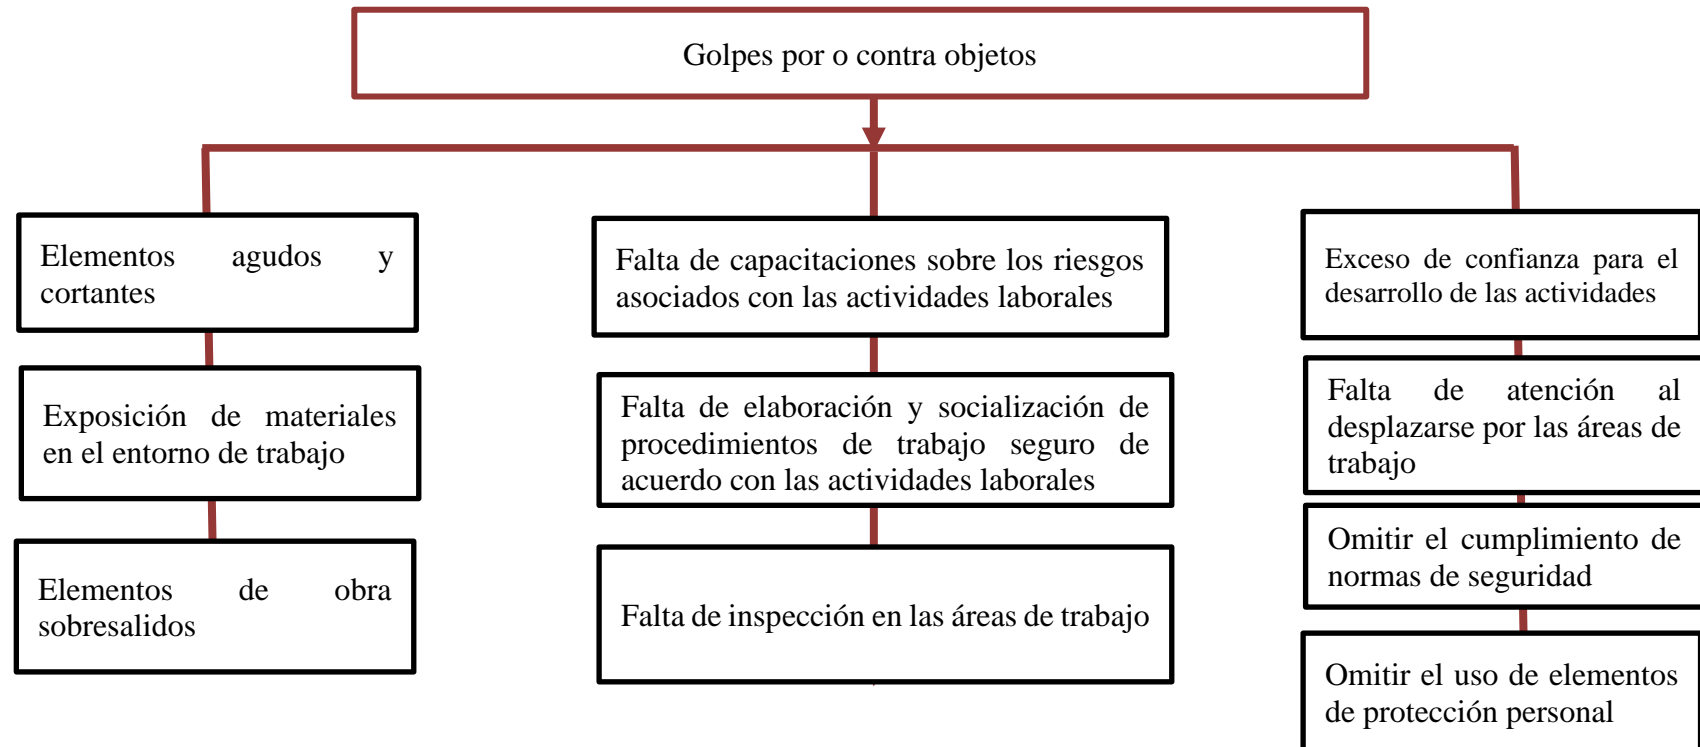 Golpes por o contra objetos
Elementos agudos y
cortantes
Exposición de materiales
en el entorno de trabajo
Elementos de obra
sobresalidos
Falta de capacitaciones sobre los riesgos
asociados con las actividades laborales
Falta de elaboración y socialización de
procedimientos de trabajo seguro de
acuerdo con las actividades laborales
Falta de inspección en las áreas de trabajo
Exceso de confianza para el
desarrollo de las actividades
Falta de atención al
desplazarse por las áreas de
trabajo
Omitir el cumplimiento de
normas de seguridad
Omitir el uso de elementos
de protección personal